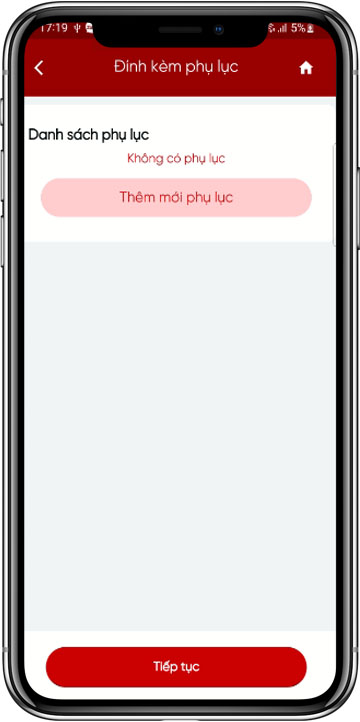 17:19 5%
Đính kèm phụ lục
Danh sách phụ lục
Không có phụ lục
Thêm mới phụ lục
Tiếp tục